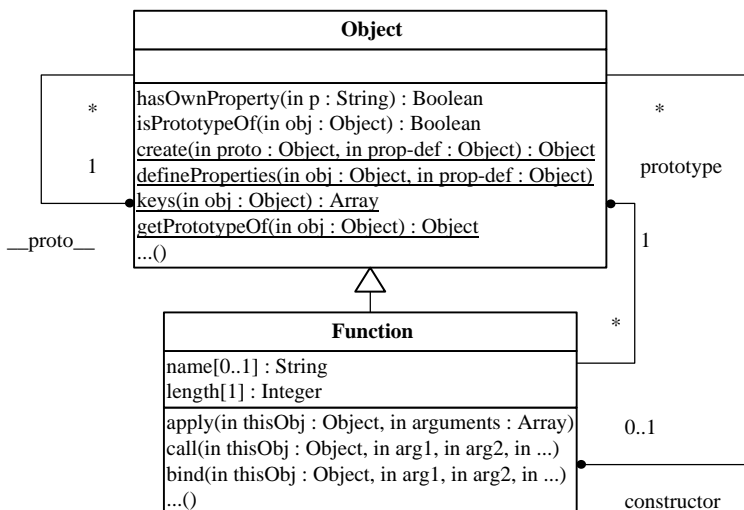 Object
hasOwnProperty(in p : String) : Boolean
isPrototypeOf(in obj : Object) : Boolean
create(in proto : Object, in prop-def : Object) : Object
defineProperties(in obj : Object, in prop-def : Object)
keys(in obj : Object) : Array
getPrototypeOf(in obj : Object) : Object
...()
*
1
__proto__
*
prototype
1
*
Function
name[0..1] : String
length[1] : Integer
apply(in thisObj : Object, in arguments : Array)
call(in thisObj : Object, in arg1, in arg2, in ...)
bind(in thisObj : Object, in arg1, in arg2, in ...)
...()
0..1
constructor